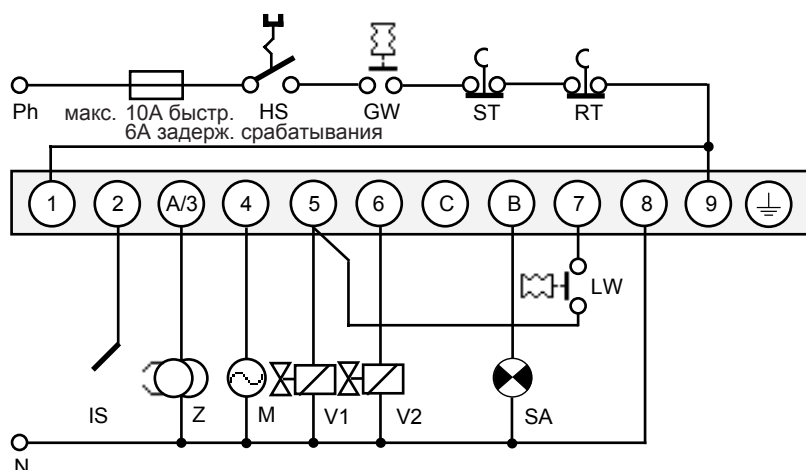 Ph макс. 10А быстр. HS GW ST RT
6А задерж. срабатывания
1 2 A/3 4 5 6 C B 7 8 9
LW
IS Z M V1 V2 SA
N